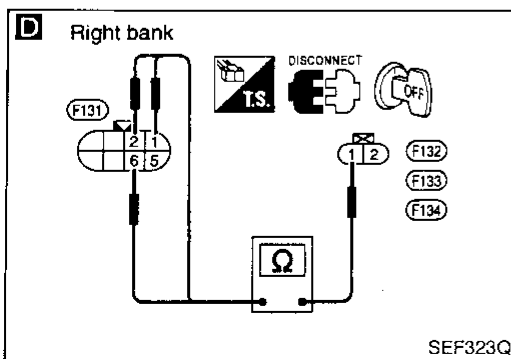 D Right bank
DISCONNECT
T.S.
OFF
F131
2 1
6 5
1 2
F132
F133
F134
Ω
SEF323Q